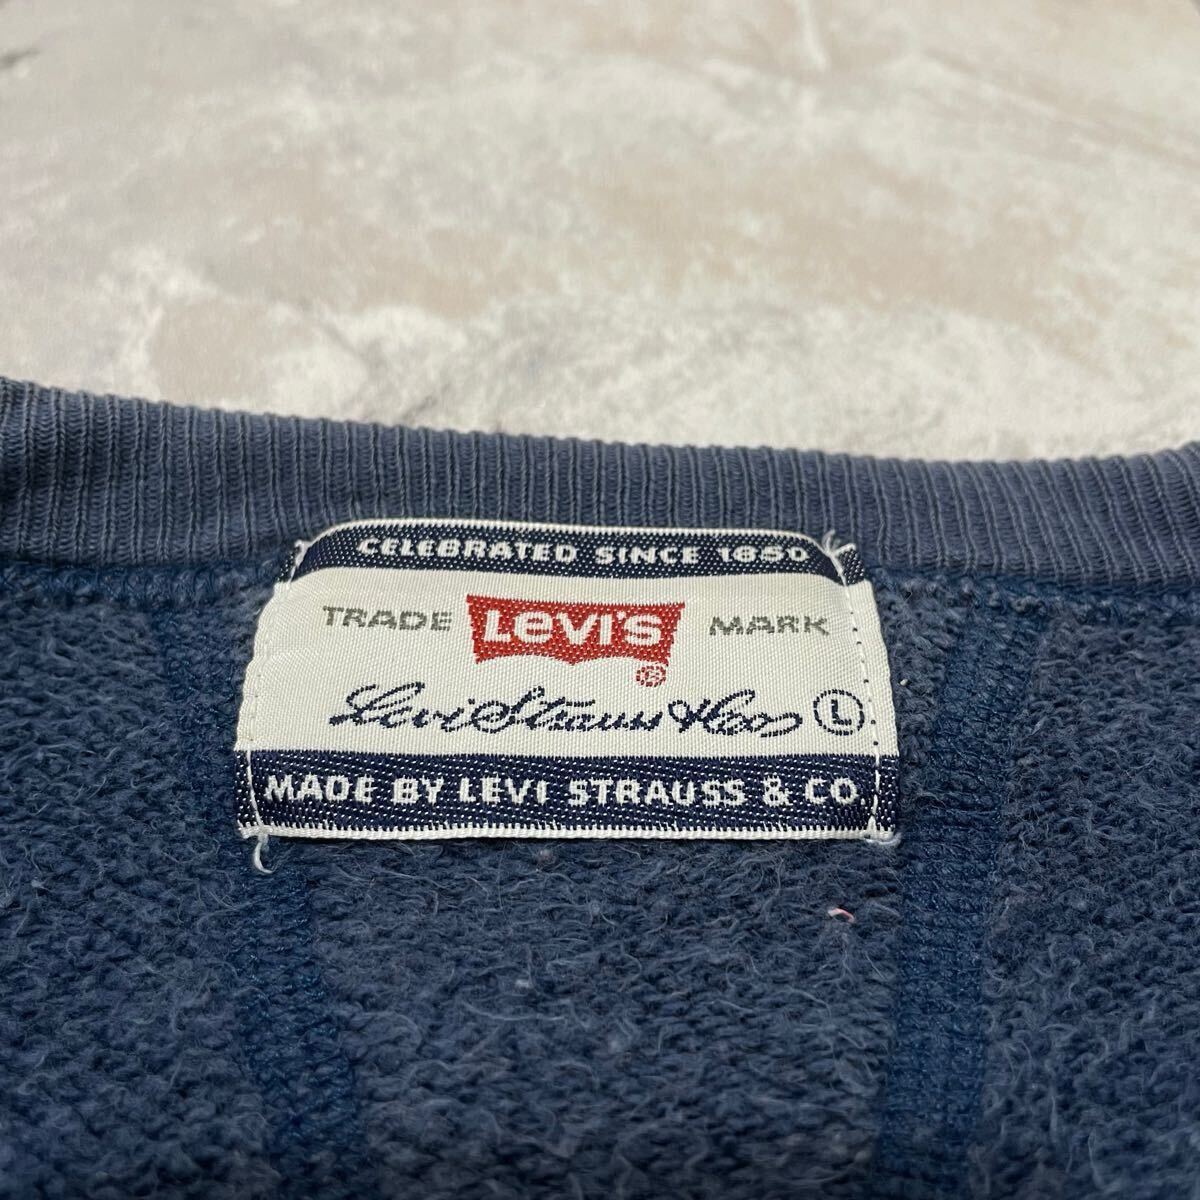 CELEBRATED SINCE 1850
TRADE LEVI'S ® MARK
Levi Strauss & Co Ⓛ
MADE BY LEVI STRAUSS & CO.